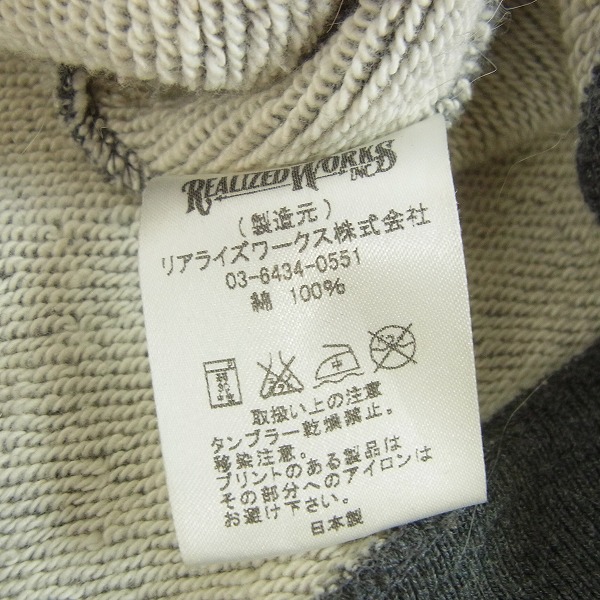 REALIZED WORKS INC
(製造元)
リアライズワークス株式会社
03-6434-0551
綿 100%
中
取扱い上の注意
タンブラー乾燥禁止。
移染注意。
プリントのある製品は
その部分へのアイロンは
お避け下さい。
日本製